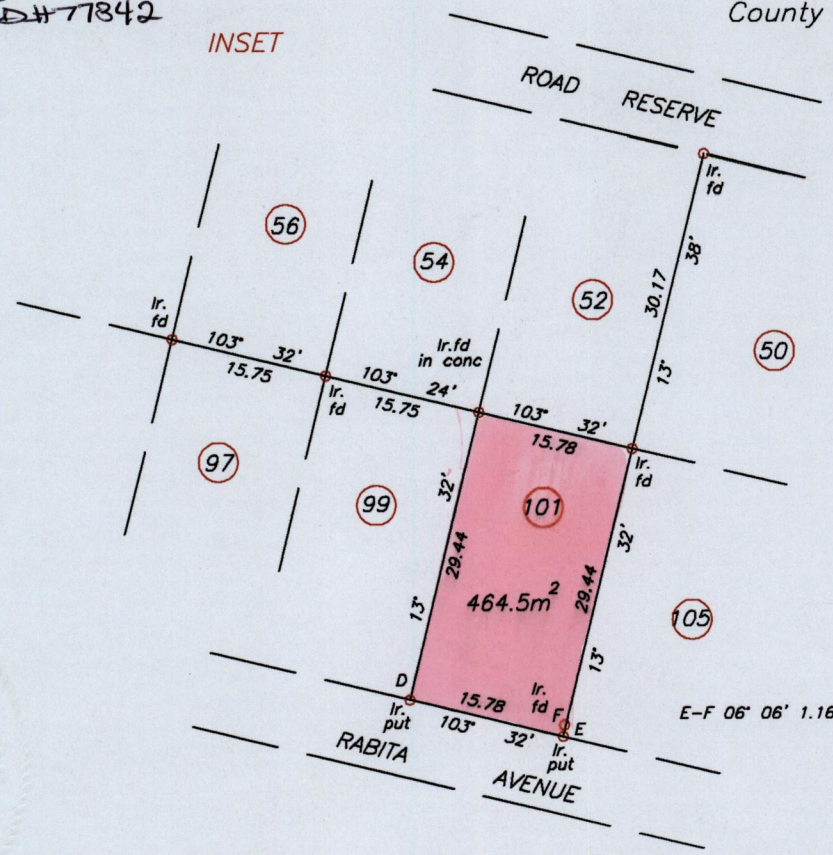 D#77842
County
INSET
ROAD RESERVE
Ir.
fd
56
54
52
50
38'
30.17
13°
Ir.
fd
103° 32'
15.75
Ir.
fd
Ir.fd
in conc
103° 24'
15.75
103° 32'
15.78
Ir.
fd
97
99
101
105
32'
29.44
13°
32'
29.44
13°
464.5m²
D
Ir.
put
15.78
103° 32'
Ir.
fd
F
E
Ir.
put
E-F 06° 06' 1.16
RABITA AVENUE